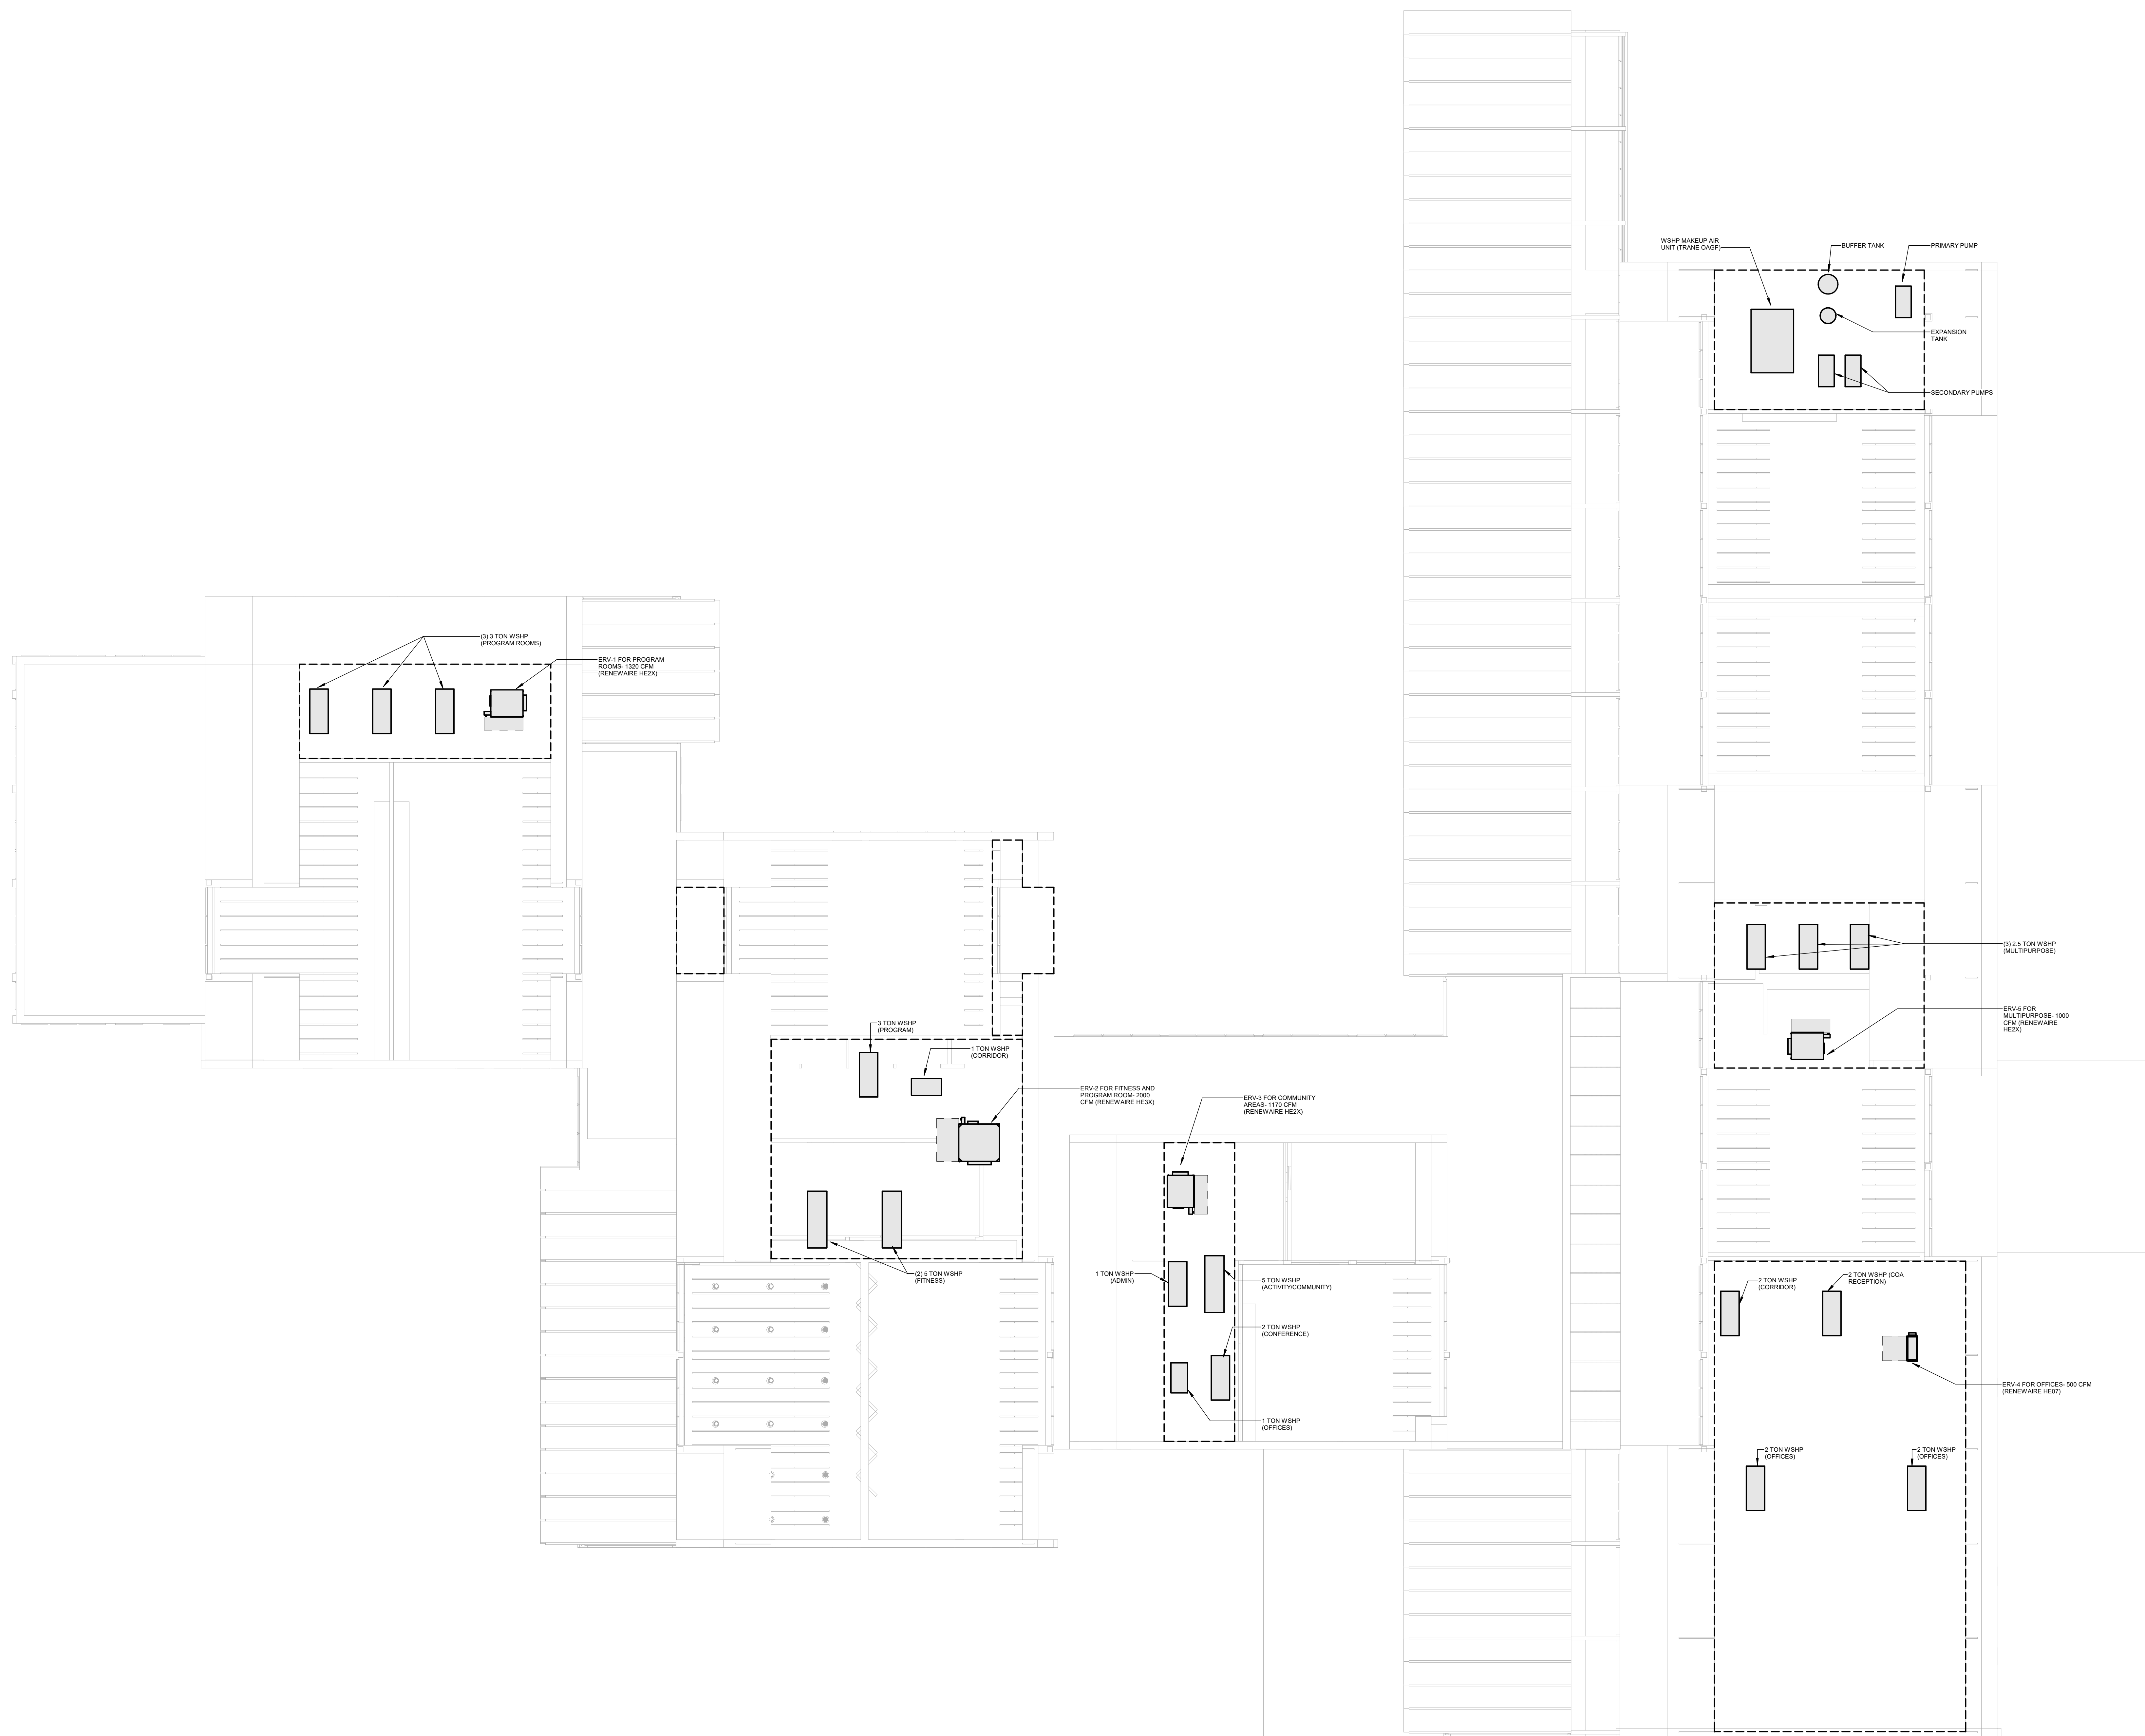 WSHP MAKEUP AIR
UNIT (TRANE OAGF)
BUFFER TANK
PRIMARY PUMP
EXPANSION
TANK
SECONDARY PUMPS
(3) 3 TON WSHP
(PROGRAM ROOMS)
ERV-1 FOR PROGRAM
ROOMS- 1320 CFM
(RENEWAIRE HE2X)
(3) 2.5 TON WSHP
(MULTIPURPOSE)
ERV-5 FOR
MULTIPURPOSE- 1000
CFM (RENEWAIRE
HE2X)
3 TON WSHP
(PROGRAM)
1 TON WSHP
(CORRIDOR)
ERV-2 FOR FITNESS AND
PROGRAM ROOM- 2000
CFM (RENEWAIRE HE3X)
ERV-3 FOR COMMUNITY
AREAS- 1170 CFM
(RENEWAIRE HE2X)
(2) 5 TON WSHP
(FITNESS)
1 TON WSHP
(ADMIN)
5 TON WSHP
(ACTIVITY/COMMUNITY)
2 TON WSHP
(CONFERENCE)
1 TON WSHP
(OFFICES)
2 TON WSHP
(CORRIDOR)
2 TON WSHP (COA
RECEPTION)
ERV-4 FOR OFFICES- 500 CFM
(RENEWAIRE HE07)
2 TON WSHP
(OFFICES)
2 TON WSHP
(OFFICES)